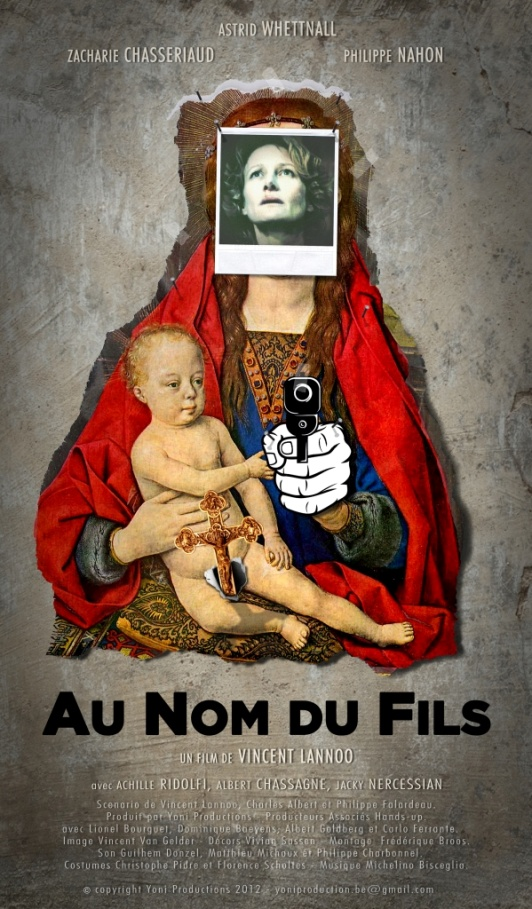 ASTRID WHETTNALL
ZACHARIE CHASSERIAUD PHILIPPE NAHON
AU NOM DU FILS
UN FILM DE VINCENT LANNOO
avec ACHILLE RIDOLFI, ALBERT CHASSAGNE, JACKY NERCESSIAN
Scenario de Vincent Lannoo, Charles Albert et Philippe Falardeau.
Produit par Yoni Productions - Producteurs Associés Hands-up
avec Lionel Bourguet, Dominique Baeyens, Albert Goldberg et Carlo Ferrante.
Image Vincent Van Gelder - Décors Vivian Sassen - Montage Frédérique Broos.
Son Guilhem Donzel, Matthieu Michaux et Philippe Charbonnel.
Costumes Christophe Pidre et Florence Scholtes - Musique Michelino Bisceglia.
© copyright Yoni Productions 2012 - yoniproduction.be@gmail.com